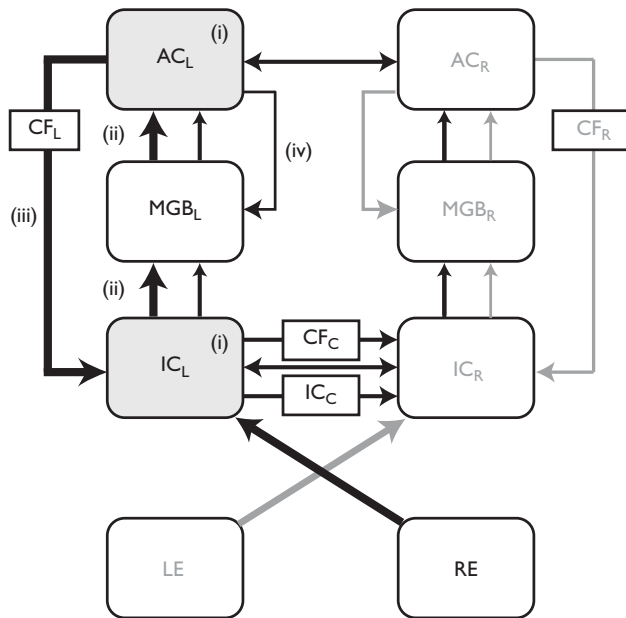 (i)
AC_L
AC_R
CF_L
(ii)
(iv)
CF_R
MGB_L
MGB_R
(iii)
(ii)
(i)
CF_C
IC_L
IC_R
IC_C
LE
RE